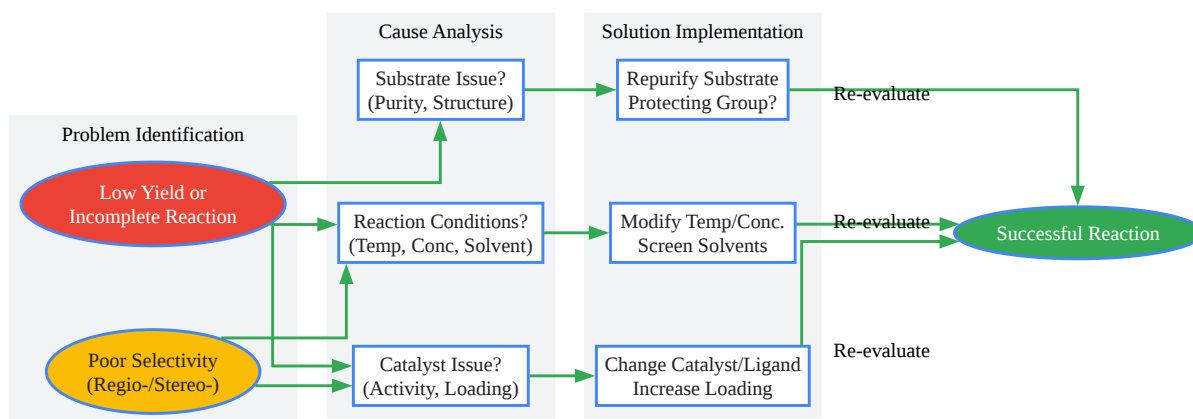 Problem Identification
Low Yield or
Incomplete Reaction
Poor Selectivity
(Regio-/Stereo-)
Cause Analysis
Substrate Issue?
(Purity, Structure)
Reaction Conditions?
(Temp, Conc, Solvent)
Catalyst Issue?
(Activity, Loading)
Solution Implementation
Repurify Substrate
Protecting Group?
Modify Temp/Conc.
Screen Solvents
Change Catalyst/Ligand
Increase Loading
Re-evaluate
Re-evaluate
Re-evaluate
Successful Reaction